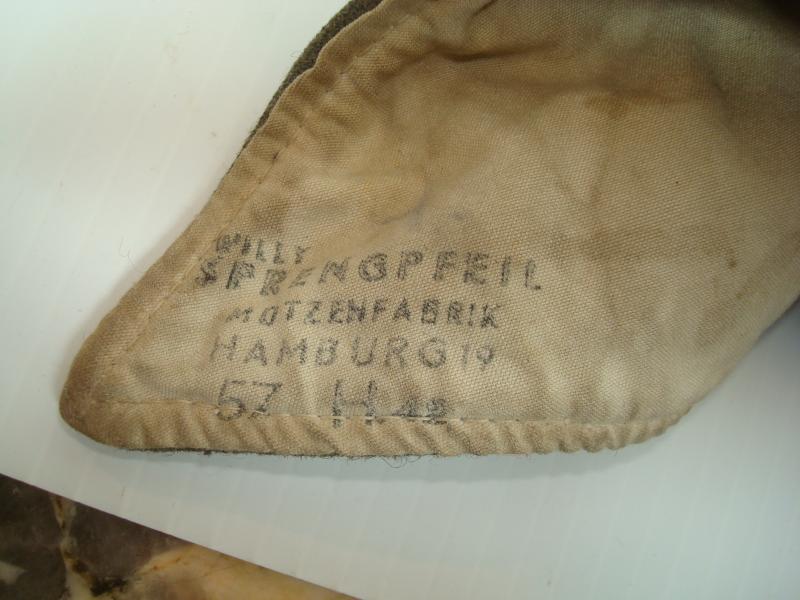 WILLY
SPRENGPFEIL
MÜTZENFABRIK
HAMBURG 19
57 H.42